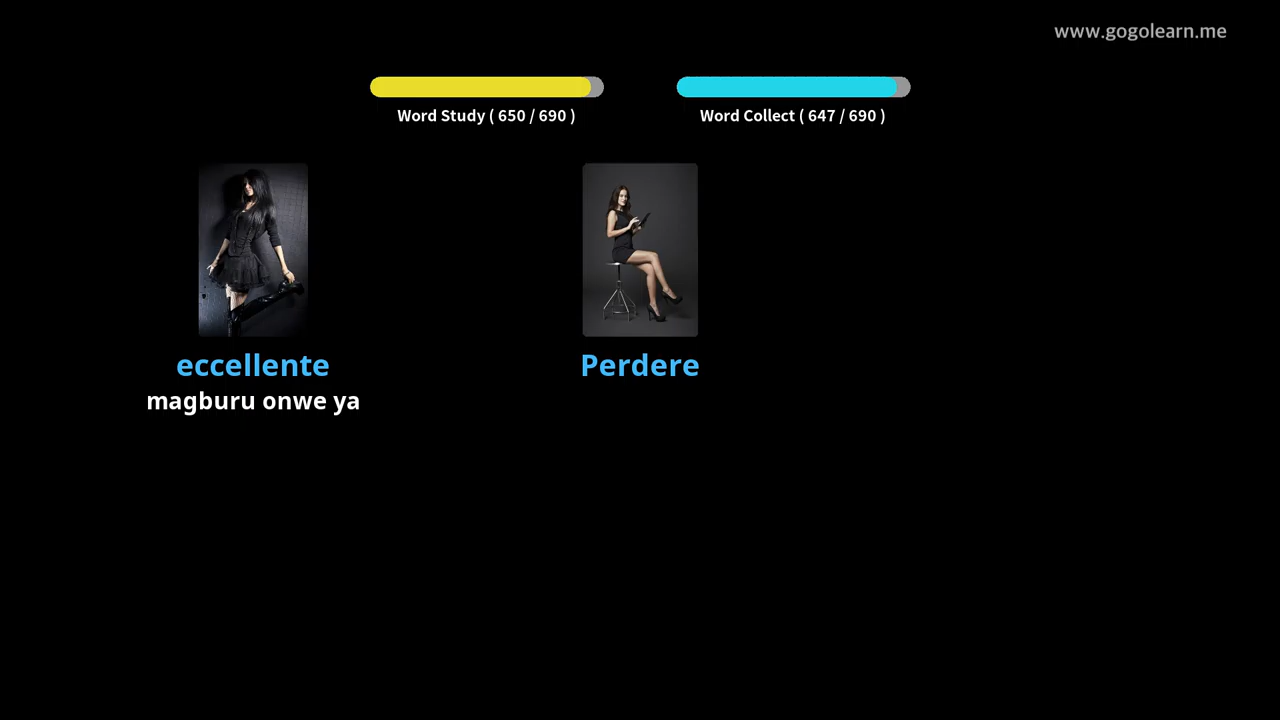 www.gogolearn.me
Word Study ( 650 / 690 )
Word Collect ( 647 / 690 )
eccellente
magburu onwe ya
Perdere